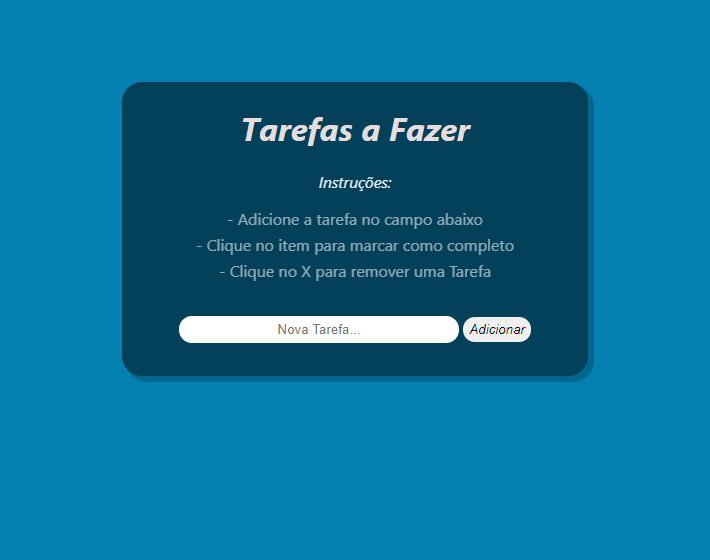 Tarefas a Fazer
Instruções:
- Adicione a tarefa no campo abaixo
- Clique no item para marcar como completo
- Clique no X para remover uma Tarefa
Nova Tarefa... Adicionar